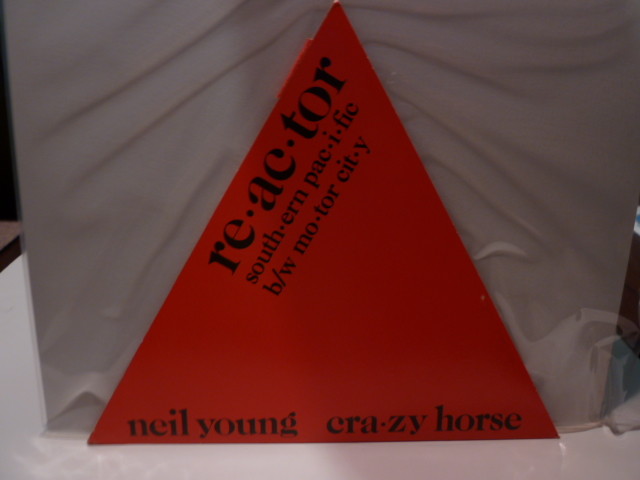 re·ac·tor
south·ern pac·i·fic
b/w mo·tor cit·y
neil young cra·zy horse